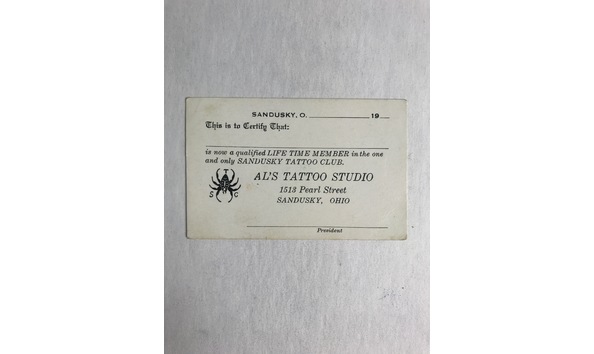 SANDUSKY, O. 19
This is to Certify That:
is now a qualified LIFE TIME MEMBER in the one
and only SANDUSKY TATTOO CLUB.
T
S C
AL'S TATTOO STUDIO
1513 Pearl Street
SANDUSKY, OHIO
President